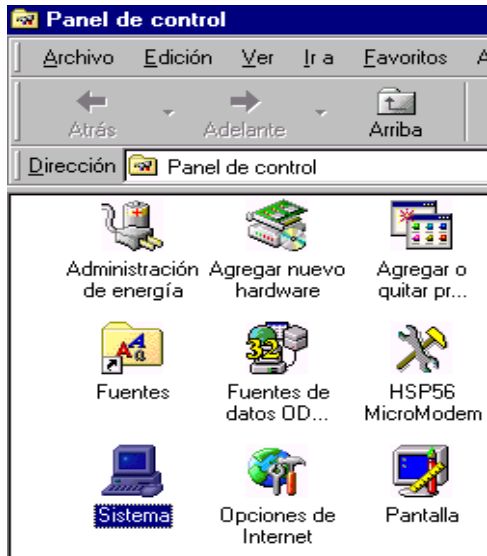 Panel de control
Archivo Edición Ver Ir a Favoritos A
Atrás Adelante Arriba
Dirección Panel de control
Administración de energía
Agregar nuevo hardware
Agregar o quitar pr...
Fuentes
32
Fuentes de datos OD...
HSP56 MicroModem
Sistema
Opciones de Internet
Pantalla